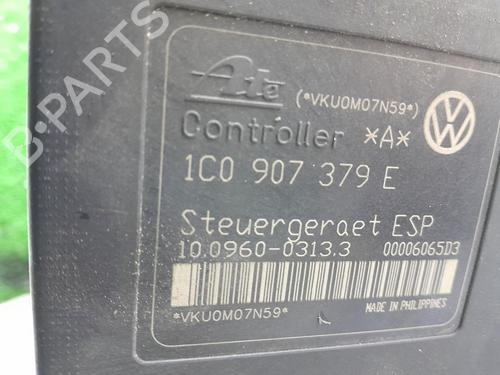 B-PARTS
Ate (*VKU0M07N59*)
Controller *A*
1C0 907 379 E
Steuergeraet ESP
10.0960-0313.3 00006065D3
*VKU0M07N59* MADE IN PHILIPPINES